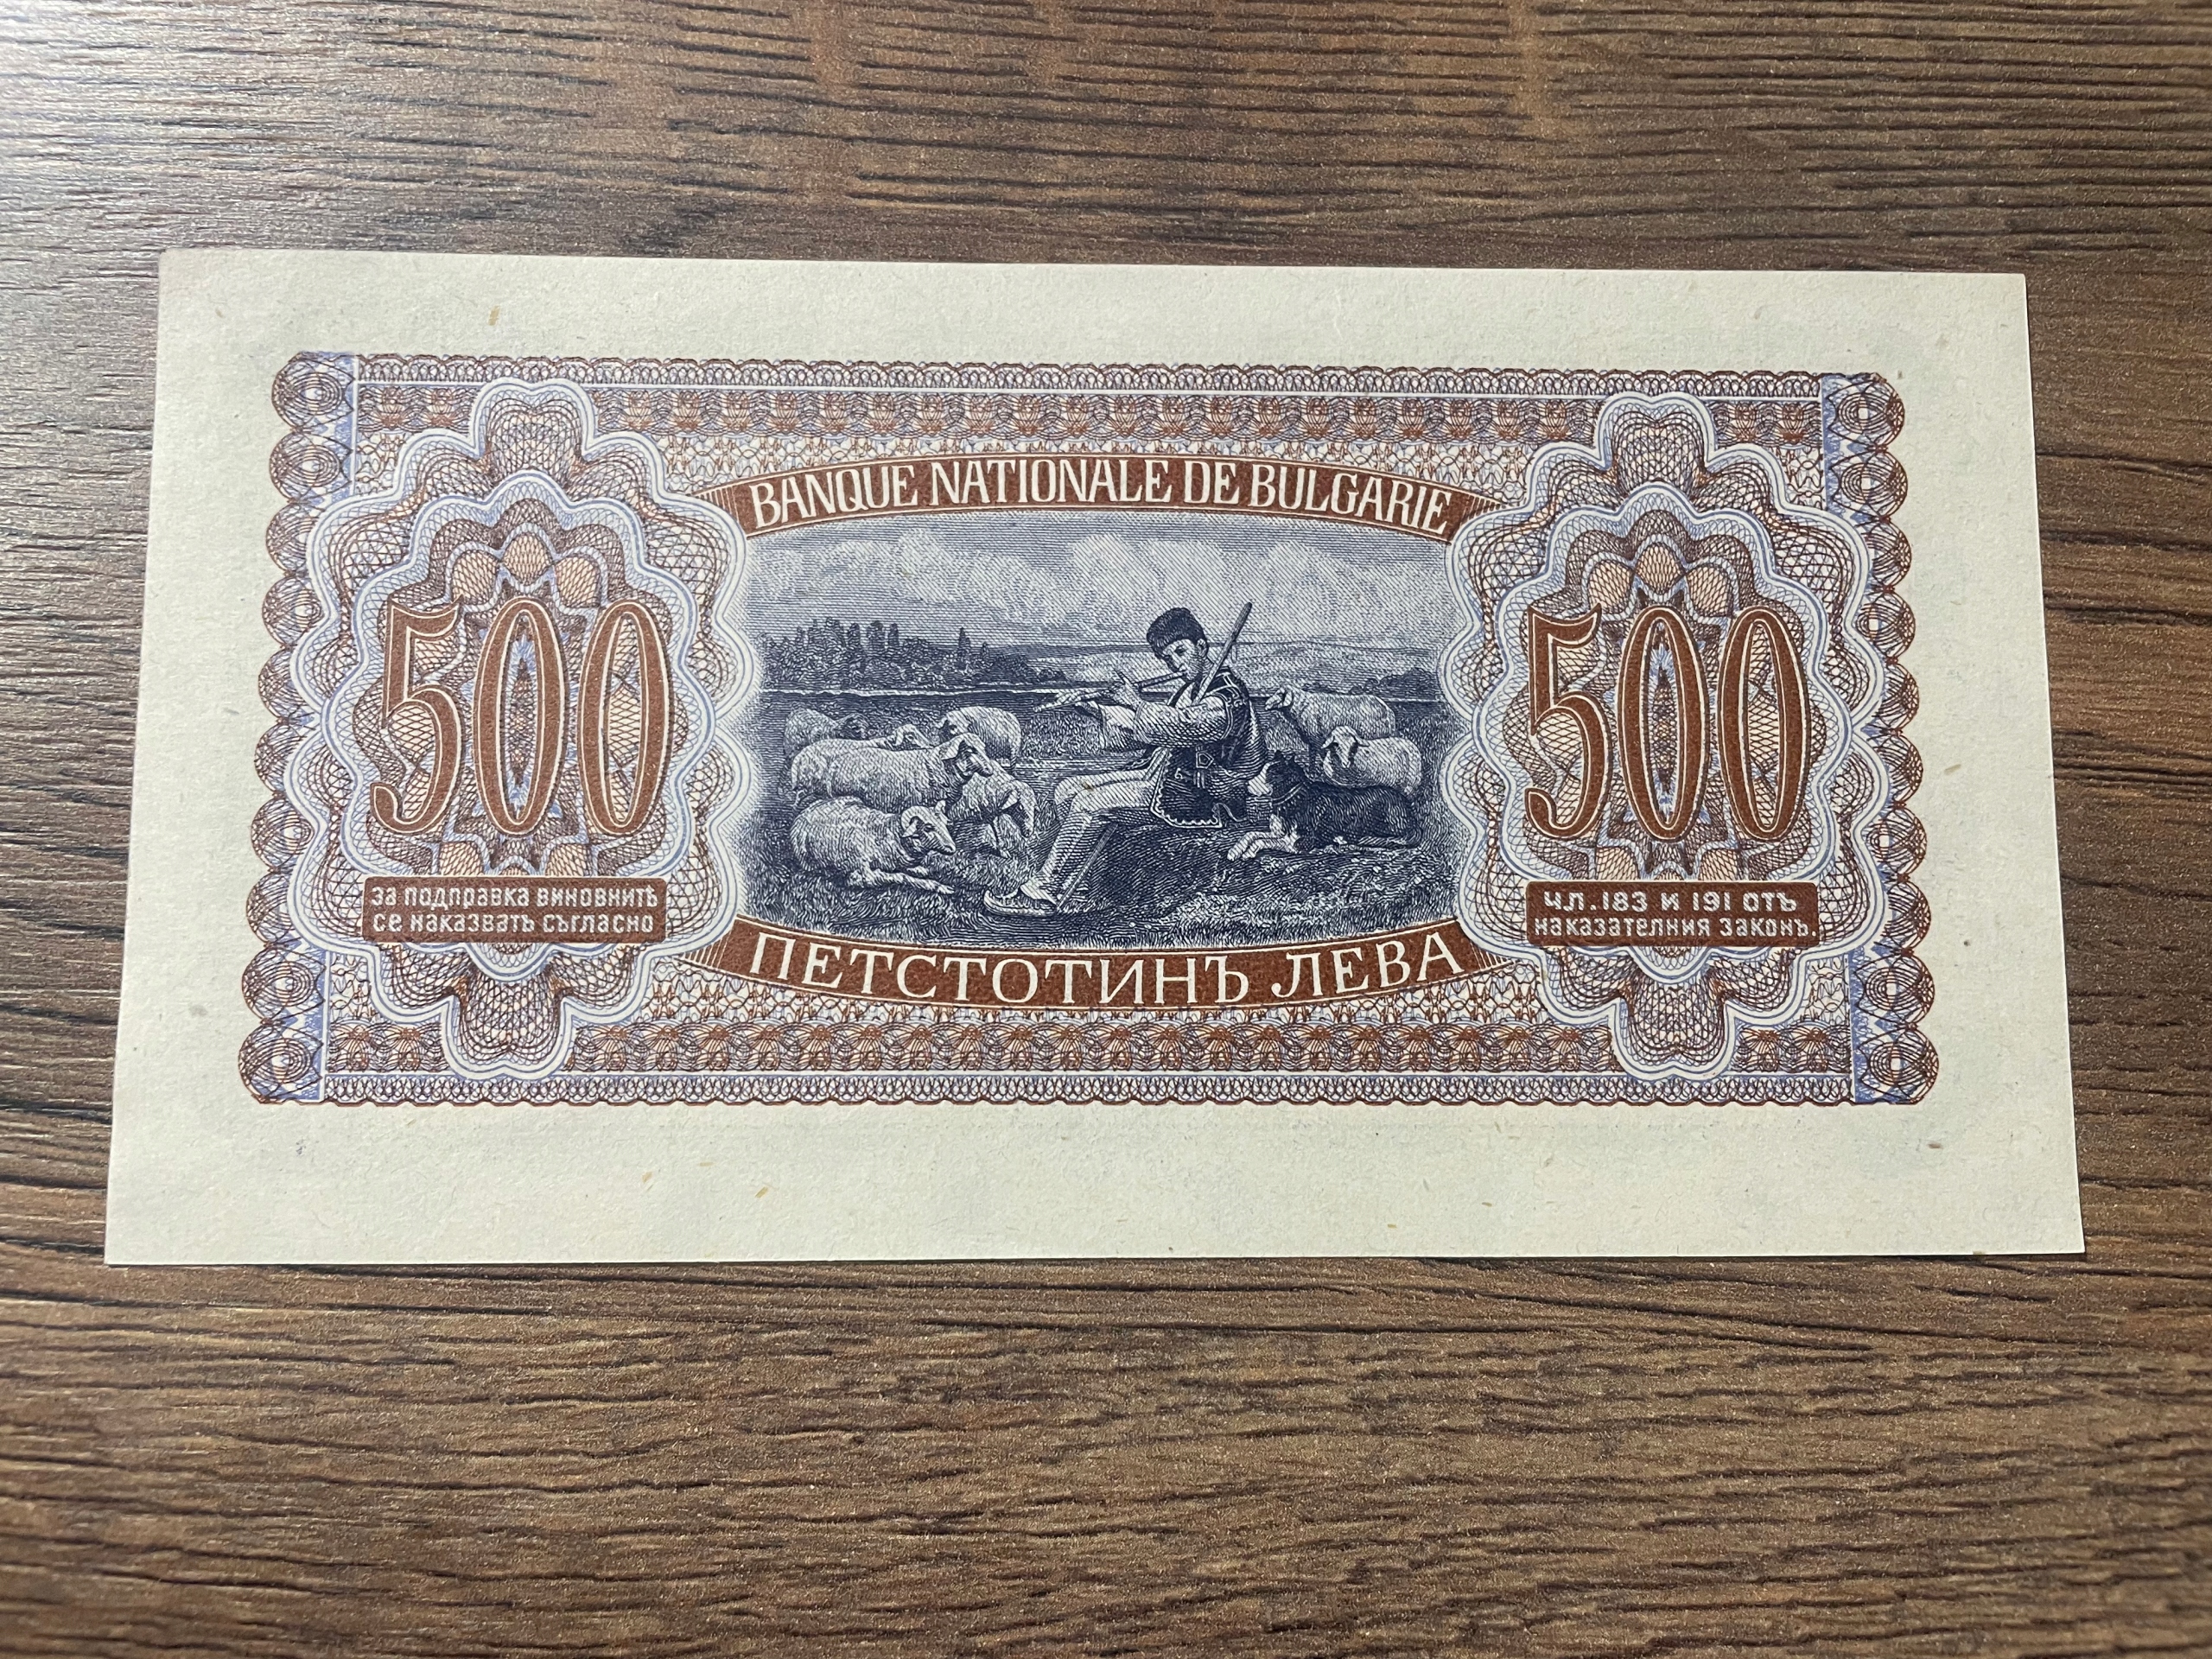 BANQUE NATIONALE DE BULGARIE
500
500
за подправка виновнитѣ
се наказватъ съгласно
чл. 183 и 191 отъ
наказателния законъ.
ПЕТСТОТИНЪ ЛЕВА